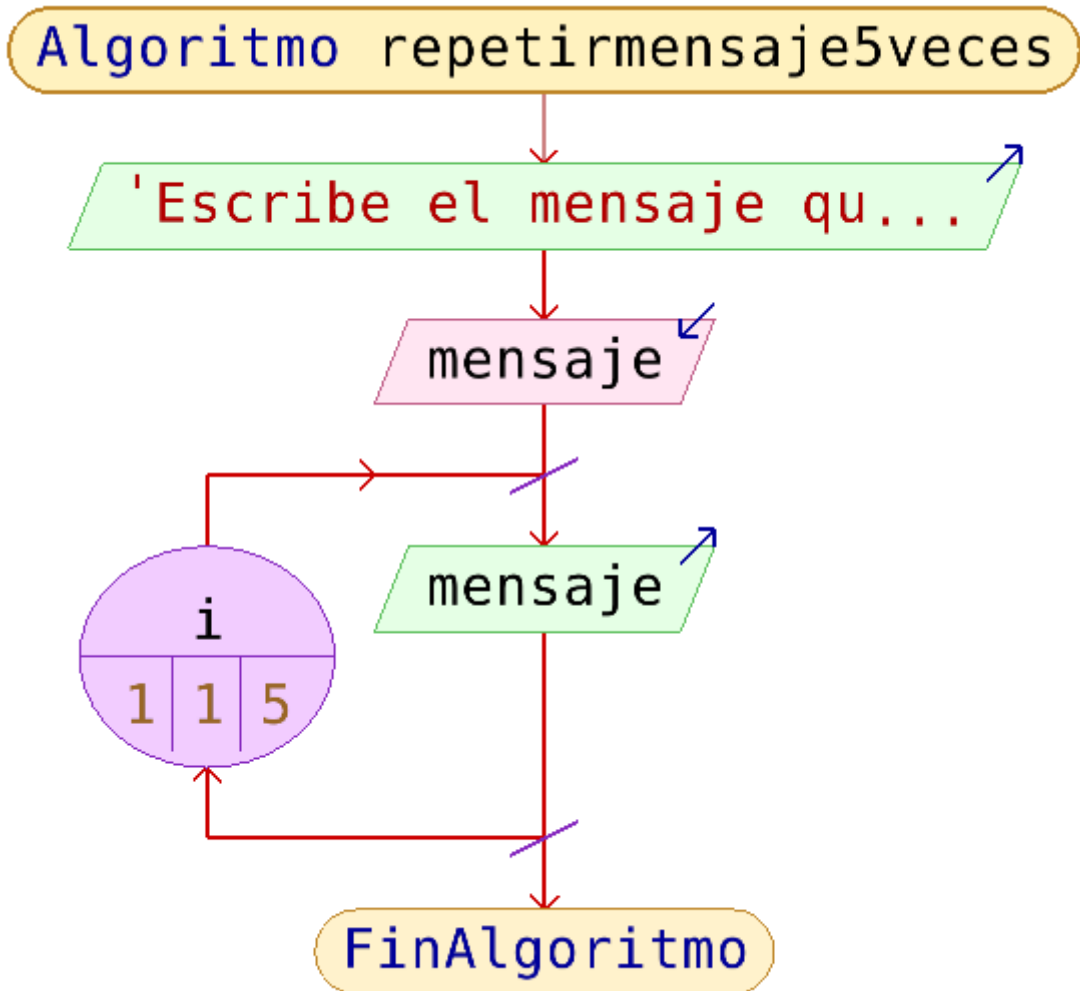 Algoritmo repetirmensaje5veces
'Escribe el mensaje qu...
mensaje
mensaje
i
1 1 5
FinAlgoritmo